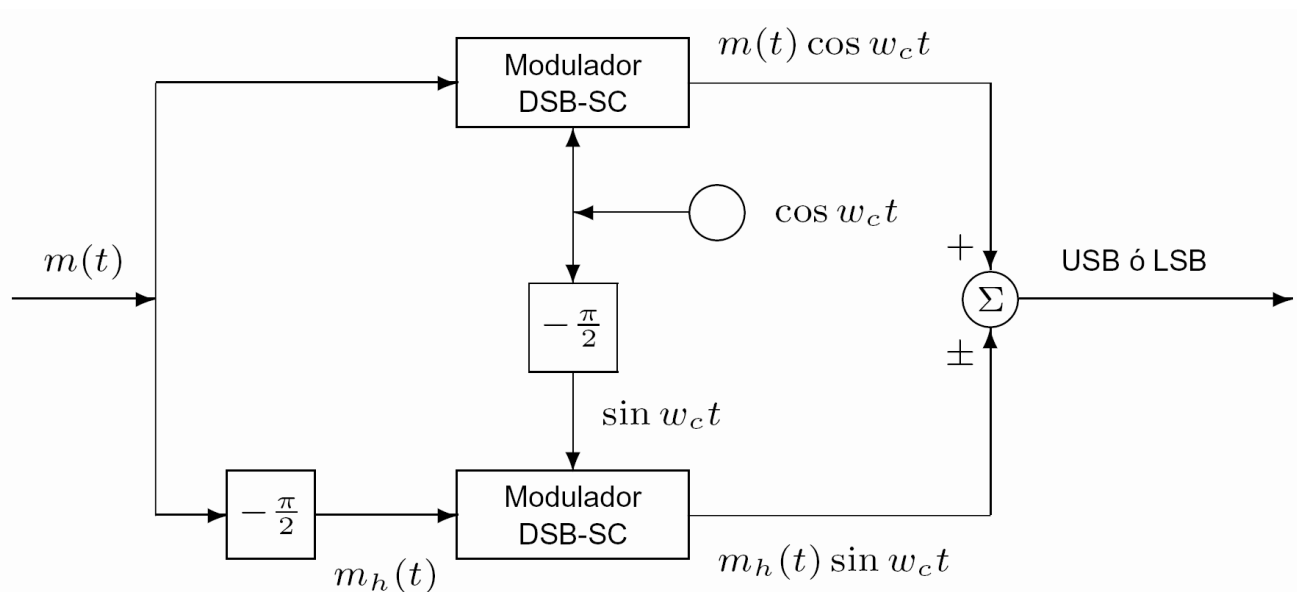 Modulador
DSB-SC
m(t) cos w_c t
cos w_c t
m(t)
+
USB ó LSB
Σ
− π/2
±
sin w_c t
− π/2
Modulador
DSB-SC
m_h(t)
m_h(t) sin w_c t